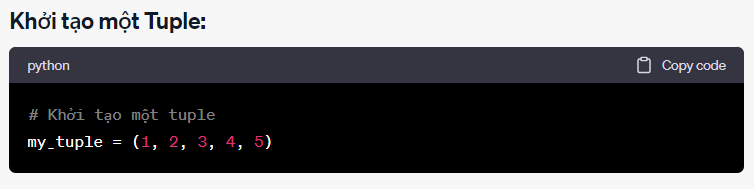 Khởi tạo một Tuple:
python Copy code
# Khởi tạo một tuple
my_tuple = (1, 2, 3, 4, 5)